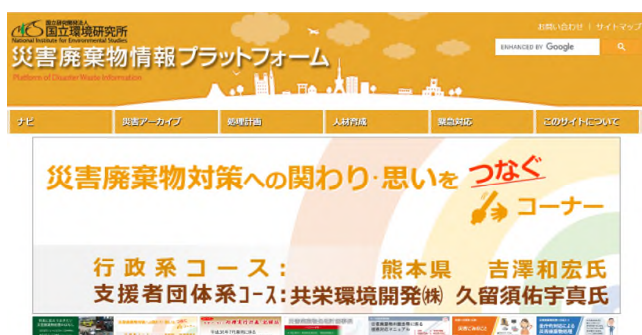 国立研究開発法人
国立環境研究所
National Institute for Environmental Studies
お問い合わせ | サイトマップ
災害廃棄物情報プラットフォーム
Platform of Disaster Waste Information
ENHANCED BY Google
ナビ 災害アーカイブ 処理計画 人材育成 緊急対応 このサイトについて
災害廃棄物対策への関わり・思いを つなぐ
コーナー
行政系コース: 熊本県 吉澤和宏氏
支援者団体系コース:共栄環境開発㈱ 久留須佑宇真氏